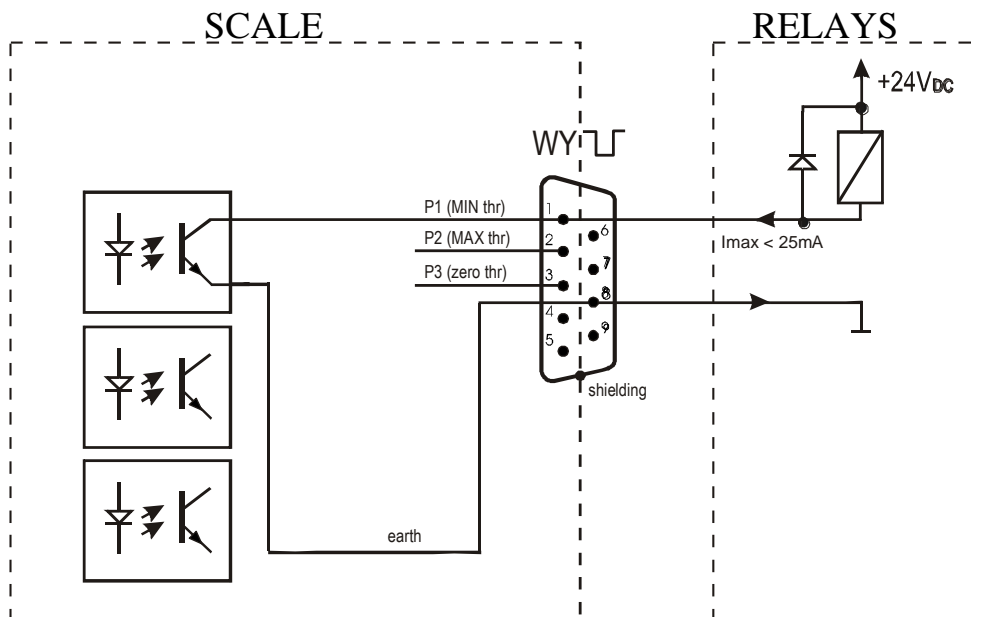 SCALE
RELAYS
+24VDC
WY
P1 (MIN thr)
1
6
Imax < 25mA
P2 (MAX thr)
2
7
P3 (zero thr)
3
8
4
9
5
shielding
earth